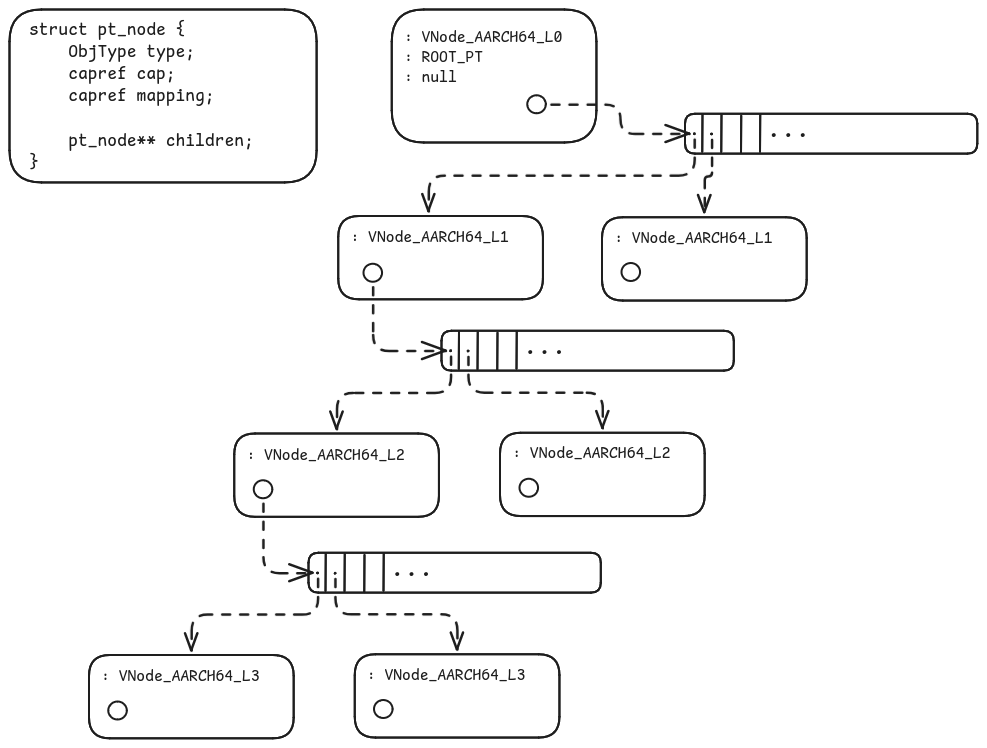 struct pt_node {
    ObjType type;
    capref cap;
    capref mapping;
    pt_node** children;
}
: VNode_AARCH64_L0
: ROOT_PT
: null
...
: VNode_AARCH64_L1
: VNode_AARCH64_L1
...
: VNode_AARCH64_L2
: VNode_AARCH64_L2
...
: VNode_AARCH64_L3
: VNode_AARCH64_L3